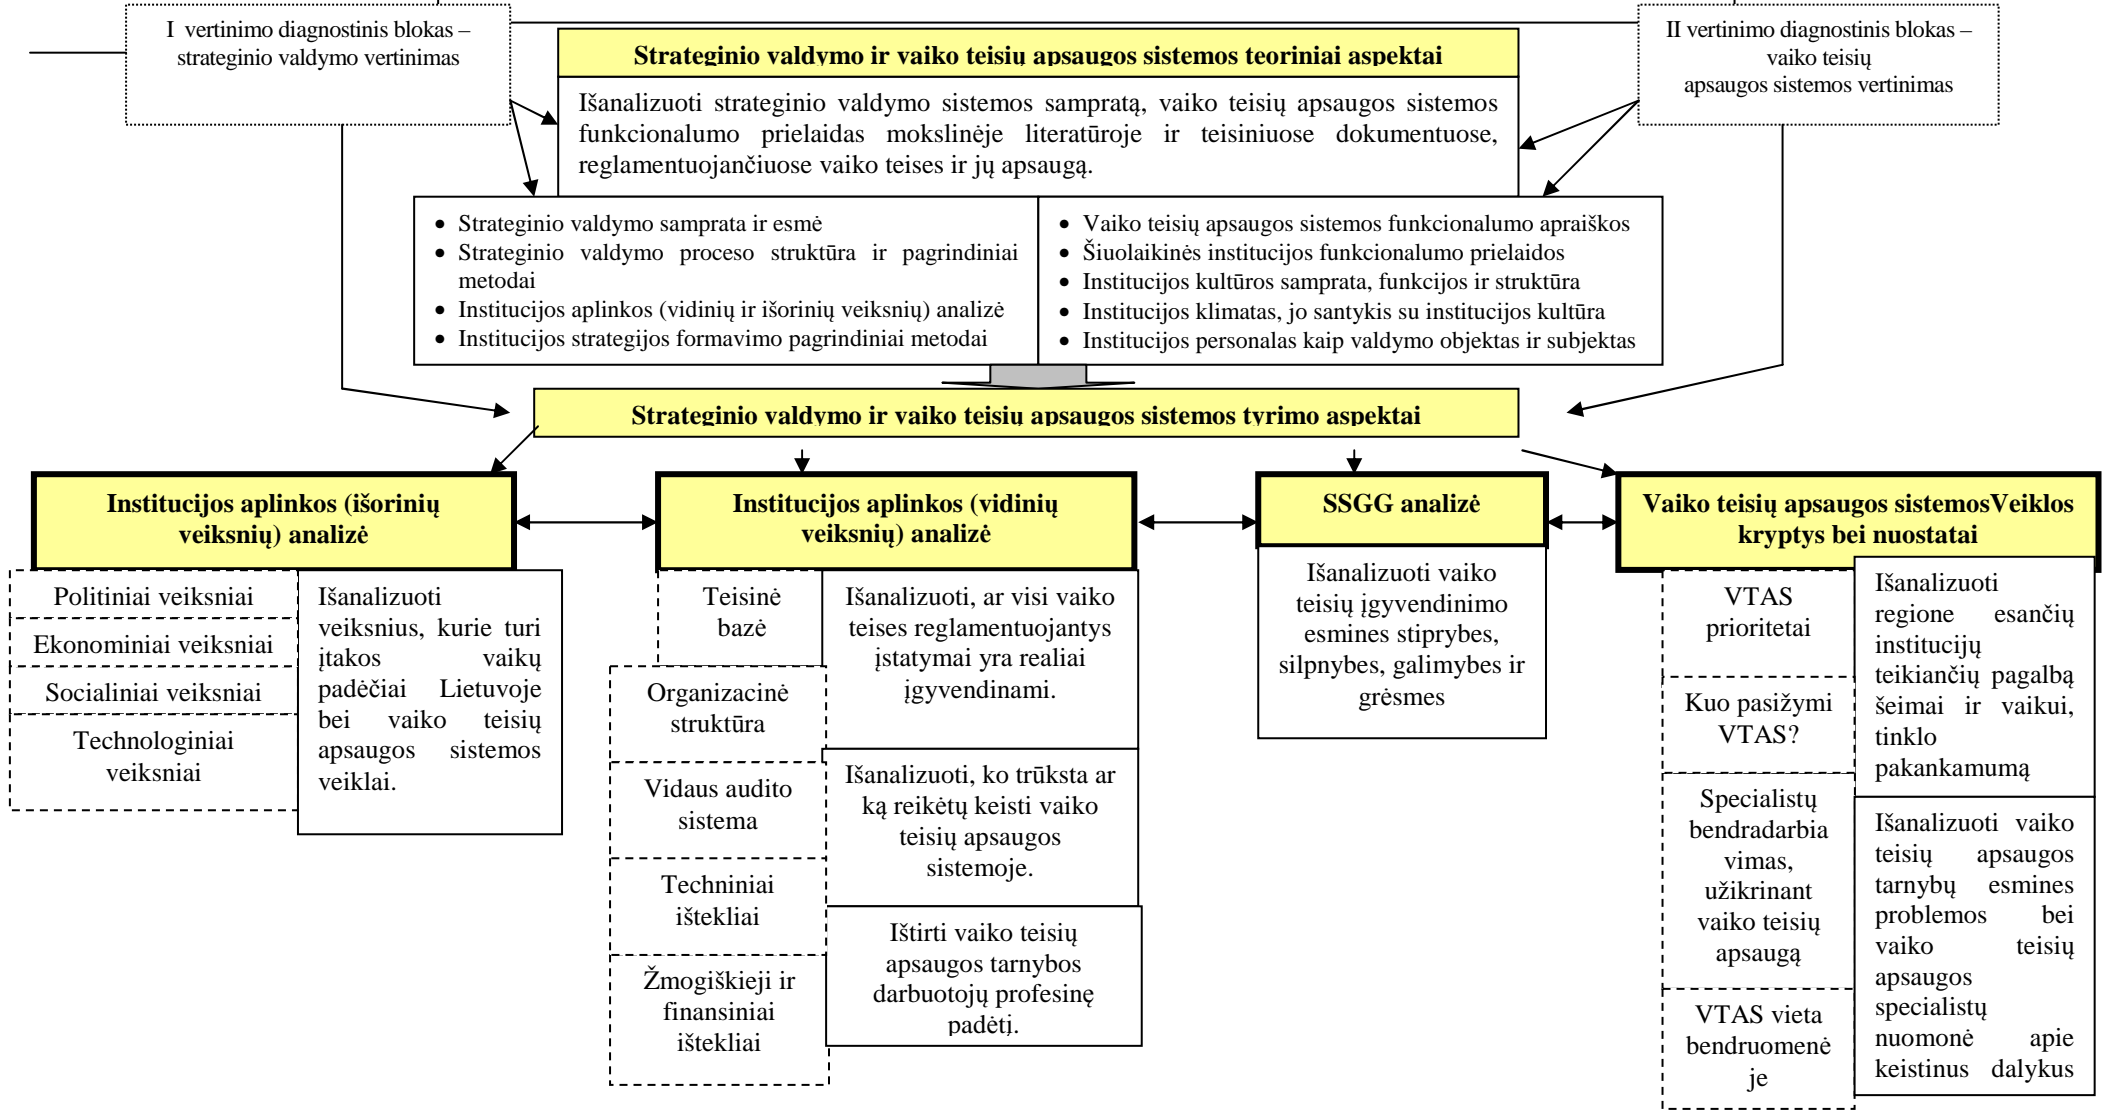 I vertinimo diagnostinis blokas –
strateginio valdymo vertinimas
II vertinimo diagnostinis blokas –
vaiko teisių
apsaugos sistemos vertinimas
Strateginio valdymo ir vaiko teisių apsaugos sistemos teoriniai aspektai
Išanalizuoti strateginio valdymo sistemos sampratą, vaiko teisių apsaugos sistemos
funkcionalumo prielaidas mokslinėje literatūroje ir teisiniuose dokumentuose,
reglamentuojančiuose vaiko teises ir jų apsaugą.
• Strateginio valdymo samprata ir esmė
• Strateginio valdymo proceso struktūra ir pagrindiniai
metodai
• Institucijos aplinkos (vidinių ir išorinių veiksnių) analizė
• Institucijos strategijos formavimo pagrindiniai metodai
• Vaiko teisių apsaugos sistemos funkcionalumo apraiškos
• Šiuolaikinės institucijos funkcionalumo prielaidos
• Institucijos kultūros samprata, funkcijos ir struktūra
• Institucijos klimatas, jo santykis su institucijos kultūra
• Institucijos personalas kaip valdymo objektas ir subjektas
Strateginio valdymo ir vaiko teisių apsaugos sistemos tyrimo aspektai
Institucijos aplinkos (išorinių
veiksnių) analizė
Politiniai veiksniai
Ekonominiai veiksniai
Socialiniai veiksniai
Technologiniai
veiksniai
Išanalizuoti
veiksnius, kurie turi
įtakos vaikų
padėčiai Lietuvoje
bei vaiko teisių
apsaugos sistemos
veiklai.
Institucijos aplinkos (vidinių
veiksnių) analizė
Teisinė
bazė
Organizacinė
struktūra
Vidaus audito
sistema
Techniniai
ištekliai
Žmogiškieji ir
finansiniai
ištekliai
Išanalizuoti, ar visi vaiko
teises reglamentuojantys
įstatymai yra realiai
įgyvendinami.
Išanalizuoti, ko trūksta ar
ką reikėtų keisti vaiko
teisių apsaugos
sistemoje.
Ištirti vaiko teisių
apsaugos tarnybos
darbuotojų profesinę
padėtį.
SSGG analizė
Išanalizuoti vaiko
teisių įgyvendinimo
esmines stiprybes,
silpnybes, galimybes ir
grėsmes
Vaiko teisių apsaugos sistemosVeiklos
kryptys bei nuostatai
VTAS
prioritetai
Kuo pasižymi
VTAS?
Specialistų
bendradarbia
vimas,
užikrinant
vaiko teisių
apsaugą
VTAS vieta
bendruomenė
je
Išanalizuoti
regione esančių
institucijų
teikiančių pagalbą
šeimai ir vaikui,
tinklo
pakankamumą
Išanalizuoti vaiko
teisių apsaugos
tarnybų esmines
problemos bei
vaiko teisių
apsaugos
specialistų
nuomonė apie
keistinus dalykus